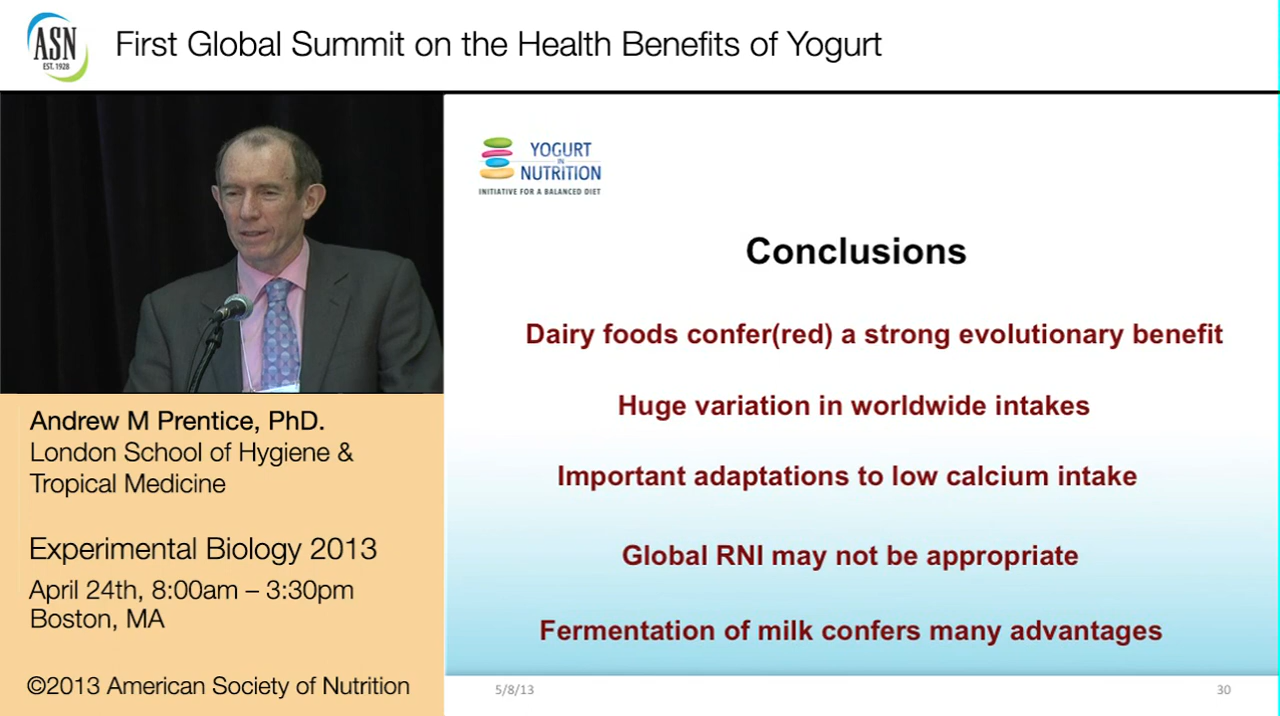 ASN
EST. 1928
First Global Summit on the Health Benefits of Yogurt
YOGURT
IN
NUTRITION
INITIATIVE FOR A BALANCED DIET
Conclusions
Dairy foods confer(red) a strong evolutionary benefit
Huge variation in worldwide intakes
Important adaptations to low calcium intake
Global RNI may not be appropriate
Fermentation of milk confers many advantages
5/8/13
30
Andrew M Prentice, PhD.
London School of Hygiene &
Tropical Medicine
Experimental Biology 2013
April 24th, 8:00am – 3:30pm
Boston, MA
©2013 American Society of Nutrition